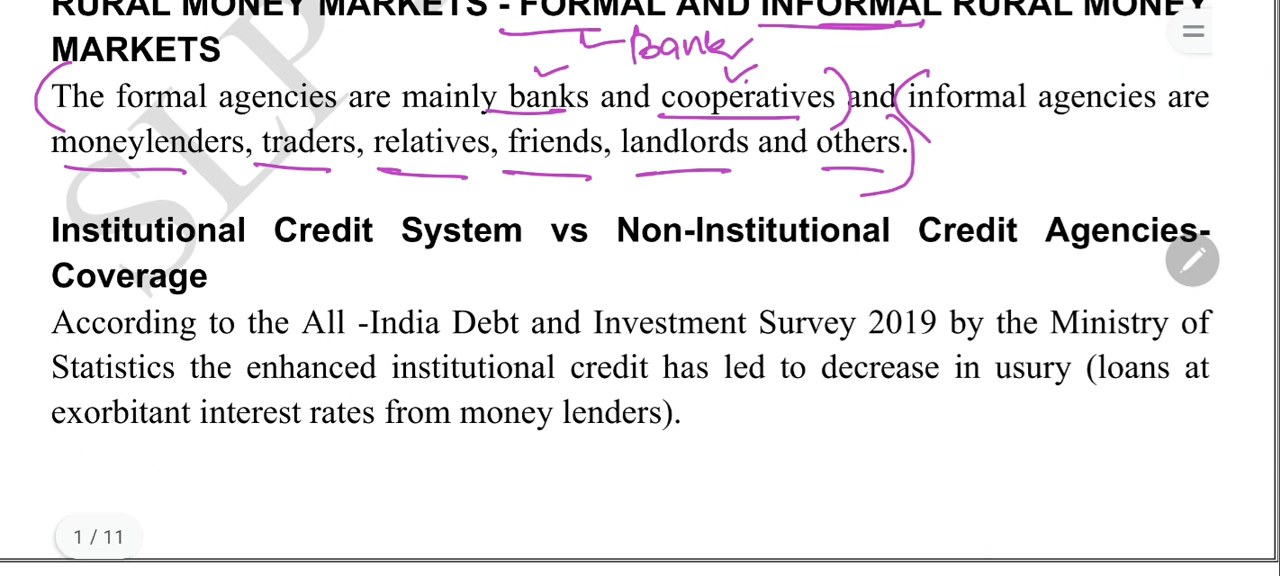 RURAL MONEY MARKETS - FORMAL AND INFORMAL RURAL MONEY
Bank
MARKETS
The formal agencies are mainly banks and cooperatives and informal agencies are
moneylenders, traders, relatives, friends, landlords and others.
Institutional Credit System vs Non-Institutional Credit Agencies-
Coverage
According to the All -India Debt and Investment Survey 2019 by the Ministry of
Statistics the enhanced institutional credit has led to decrease in usury (loans at
exorbitant interest rates from money lenders).
1 / 11
SLP